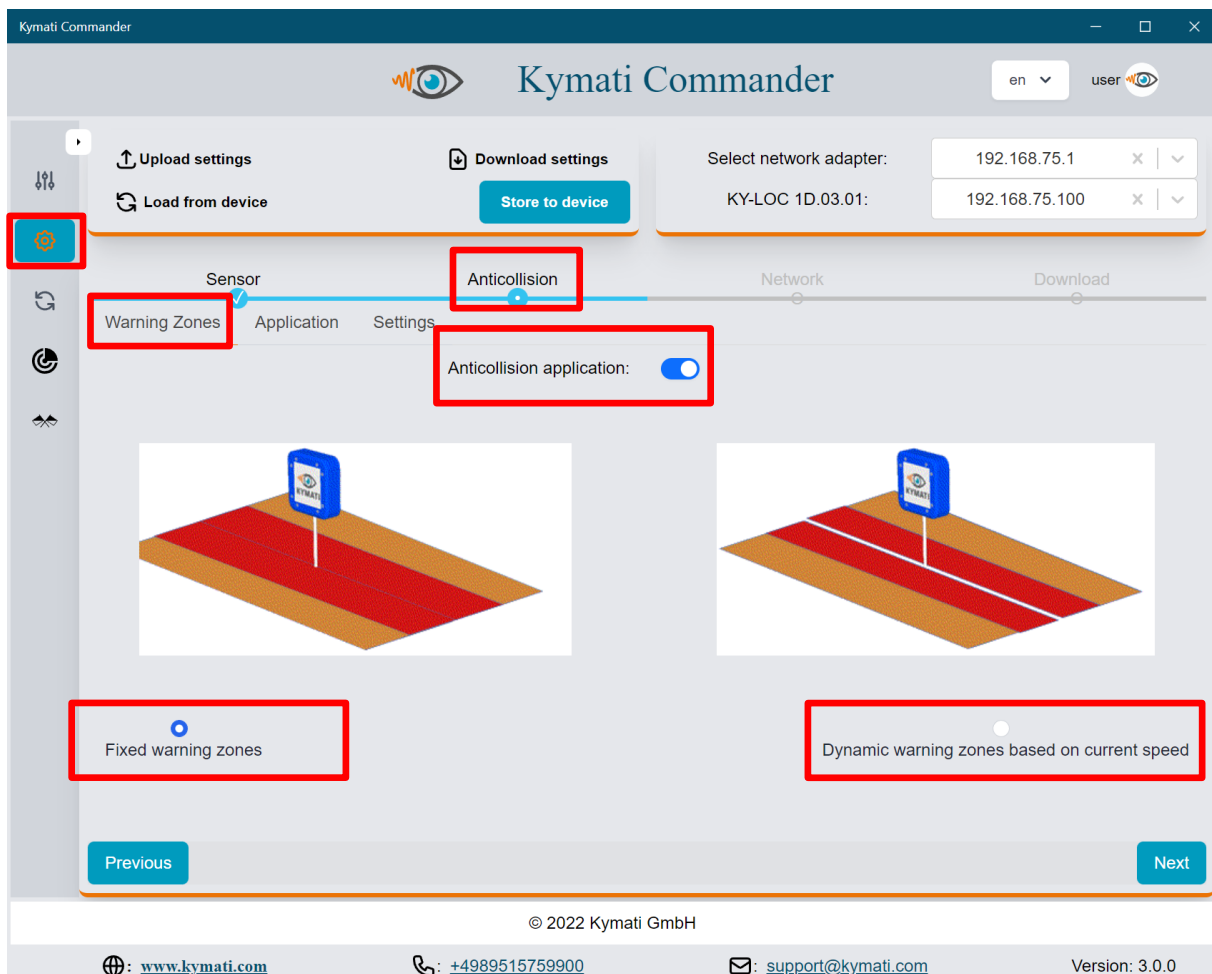 Kymati Commander
Kymati Commander
en
user
Upload settings
Download settings
Select network adapter:
192.168.75.1
Load from device
Store to device
KY-LOC 1D.03.01:
192.168.75.100
Sensor
Anticollision
Network
Download
Warning Zones
Application
Settings
Anticollision application:
KYMATI
KYMATI
Fixed warning zones
Dynamic warning zones based on current speed
Previous
Next
© 2022 Kymati GmbH
: www.kymati.com
: +4989515759900
: support@kymati.com
Version: 3.0.0